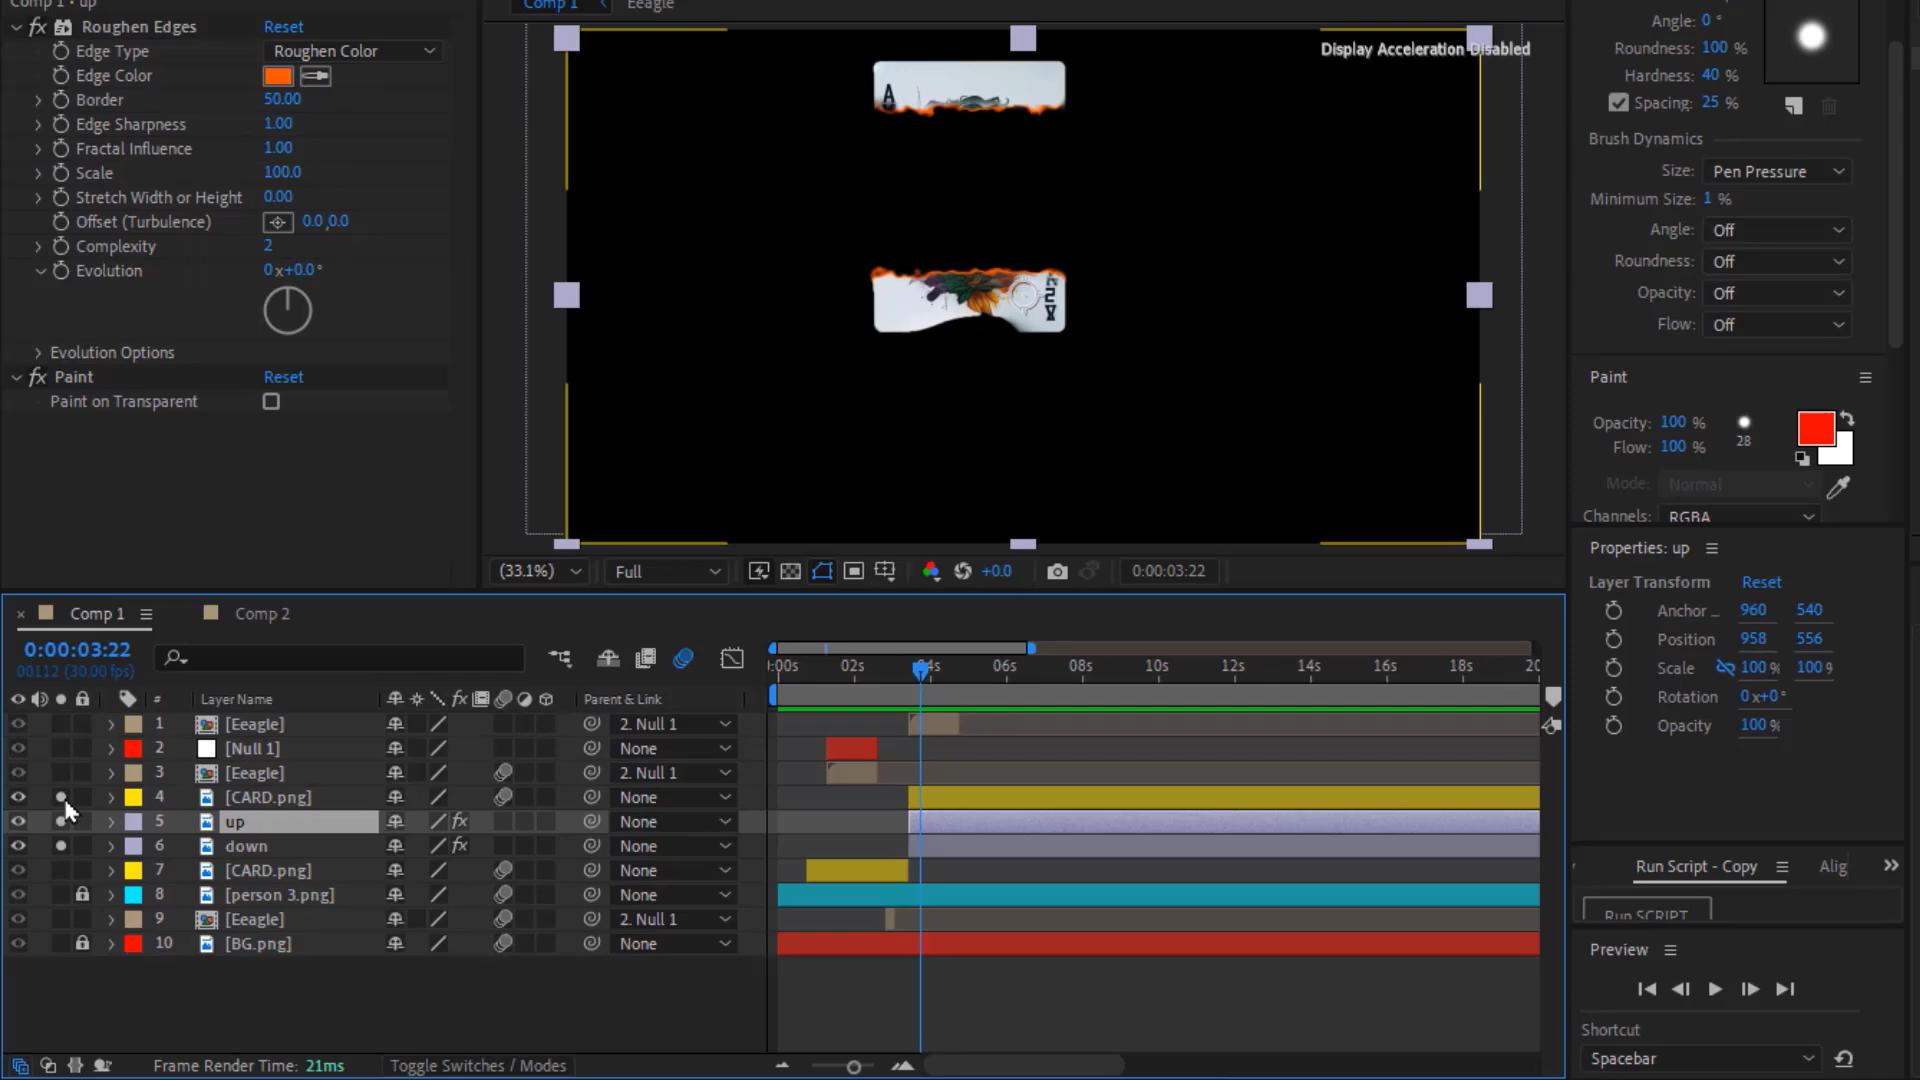 Comp 1 • up
Comp 1
Eeagle
Roughen Edges Reset
Edge Type Roughen Color
Edge Color
Border 50.00
Edge Sharpness 1.00
Fractal Influence 1.00
Scale 100.0
Stretch Width or Height 0.00
Offset (Turbulence) 0.0,0.0
Complexity 2
Evolution 0x+0.0°
Evolution Options
fx Paint Reset
Paint on Transparent
Display Acceleration Disabled
A
(33.1%) Full +0.0 0:00:03:22
Angle: 0 °
Roundness: 100 %
Hardness: 40 %
Spacing: 25 %
Brush Dynamics
Size: Pen Pressure
Minimum Size: 1 %
Angle: Off
Roundness: Off
Opacity: Off
Flow: Off
Paint
Opacity: 100 %
28
Flow: 100 %
Mode: Normal
Channels: RGBA
Properties: up
Layer Transform Reset
Anchor ... 960 540
Position 958 556
Scale 100 % 100 %
Rotation 0x+0°
Opacity 100 %
Run Script - Copy Alig
Run SCRIPT
Preview
Shortcut
Spacebar
Comp 1 Comp 2
0:00:03:22
00112 (30.00 fps)
:00s 02s 04s 06s 08s 10s 12s 14s 16s 18s 20
# Layer Name fx Parent & Link
1 [Eeagle] 2. Null 1
2 [Null 1] None
3 [Eeagle] 2. Null 1
4 [CARD.png] None
5 up fx None
6 down fx None
7 [CARD.png] None
8 [person 3.png] None
9 [Eeagle] 2. Null 1
10 [BG.png] None
Frame Render Time: 21ms Toggle Switches / Modes